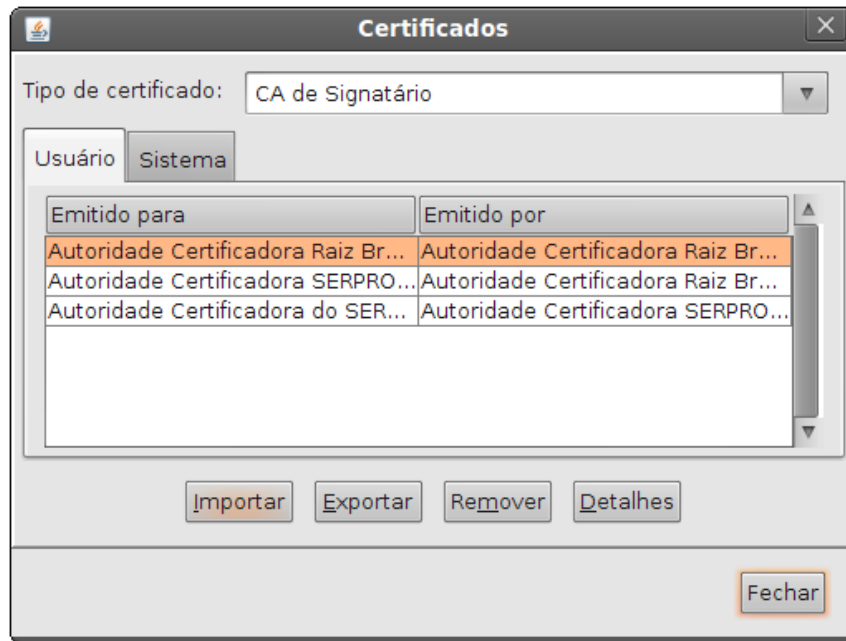 Certificados
Tipo de certificado: CA de Signatário
Usuário Sistema
Emitido para Emitido por
Autoridade Certificadora Raiz Br... Autoridade Certificadora Raiz Br...
Autoridade Certificadora SERPRO... Autoridade Certificadora Raiz Br...
Autoridade Certificadora do SER... Autoridade Certificadora SERPRO...
Importar Exportar Remover Detalhes
Fechar